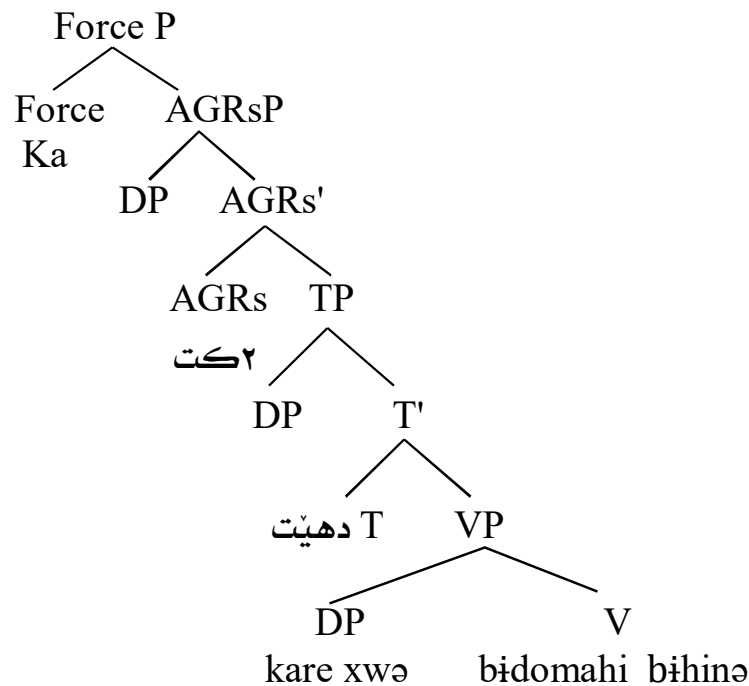 Force P
Force AGRsP
Ka
DP AGRs'
AGRs TP
٢کت
DP T'
دهێت T VP
DP V
kare xwə bɨdomahi bɨhinə